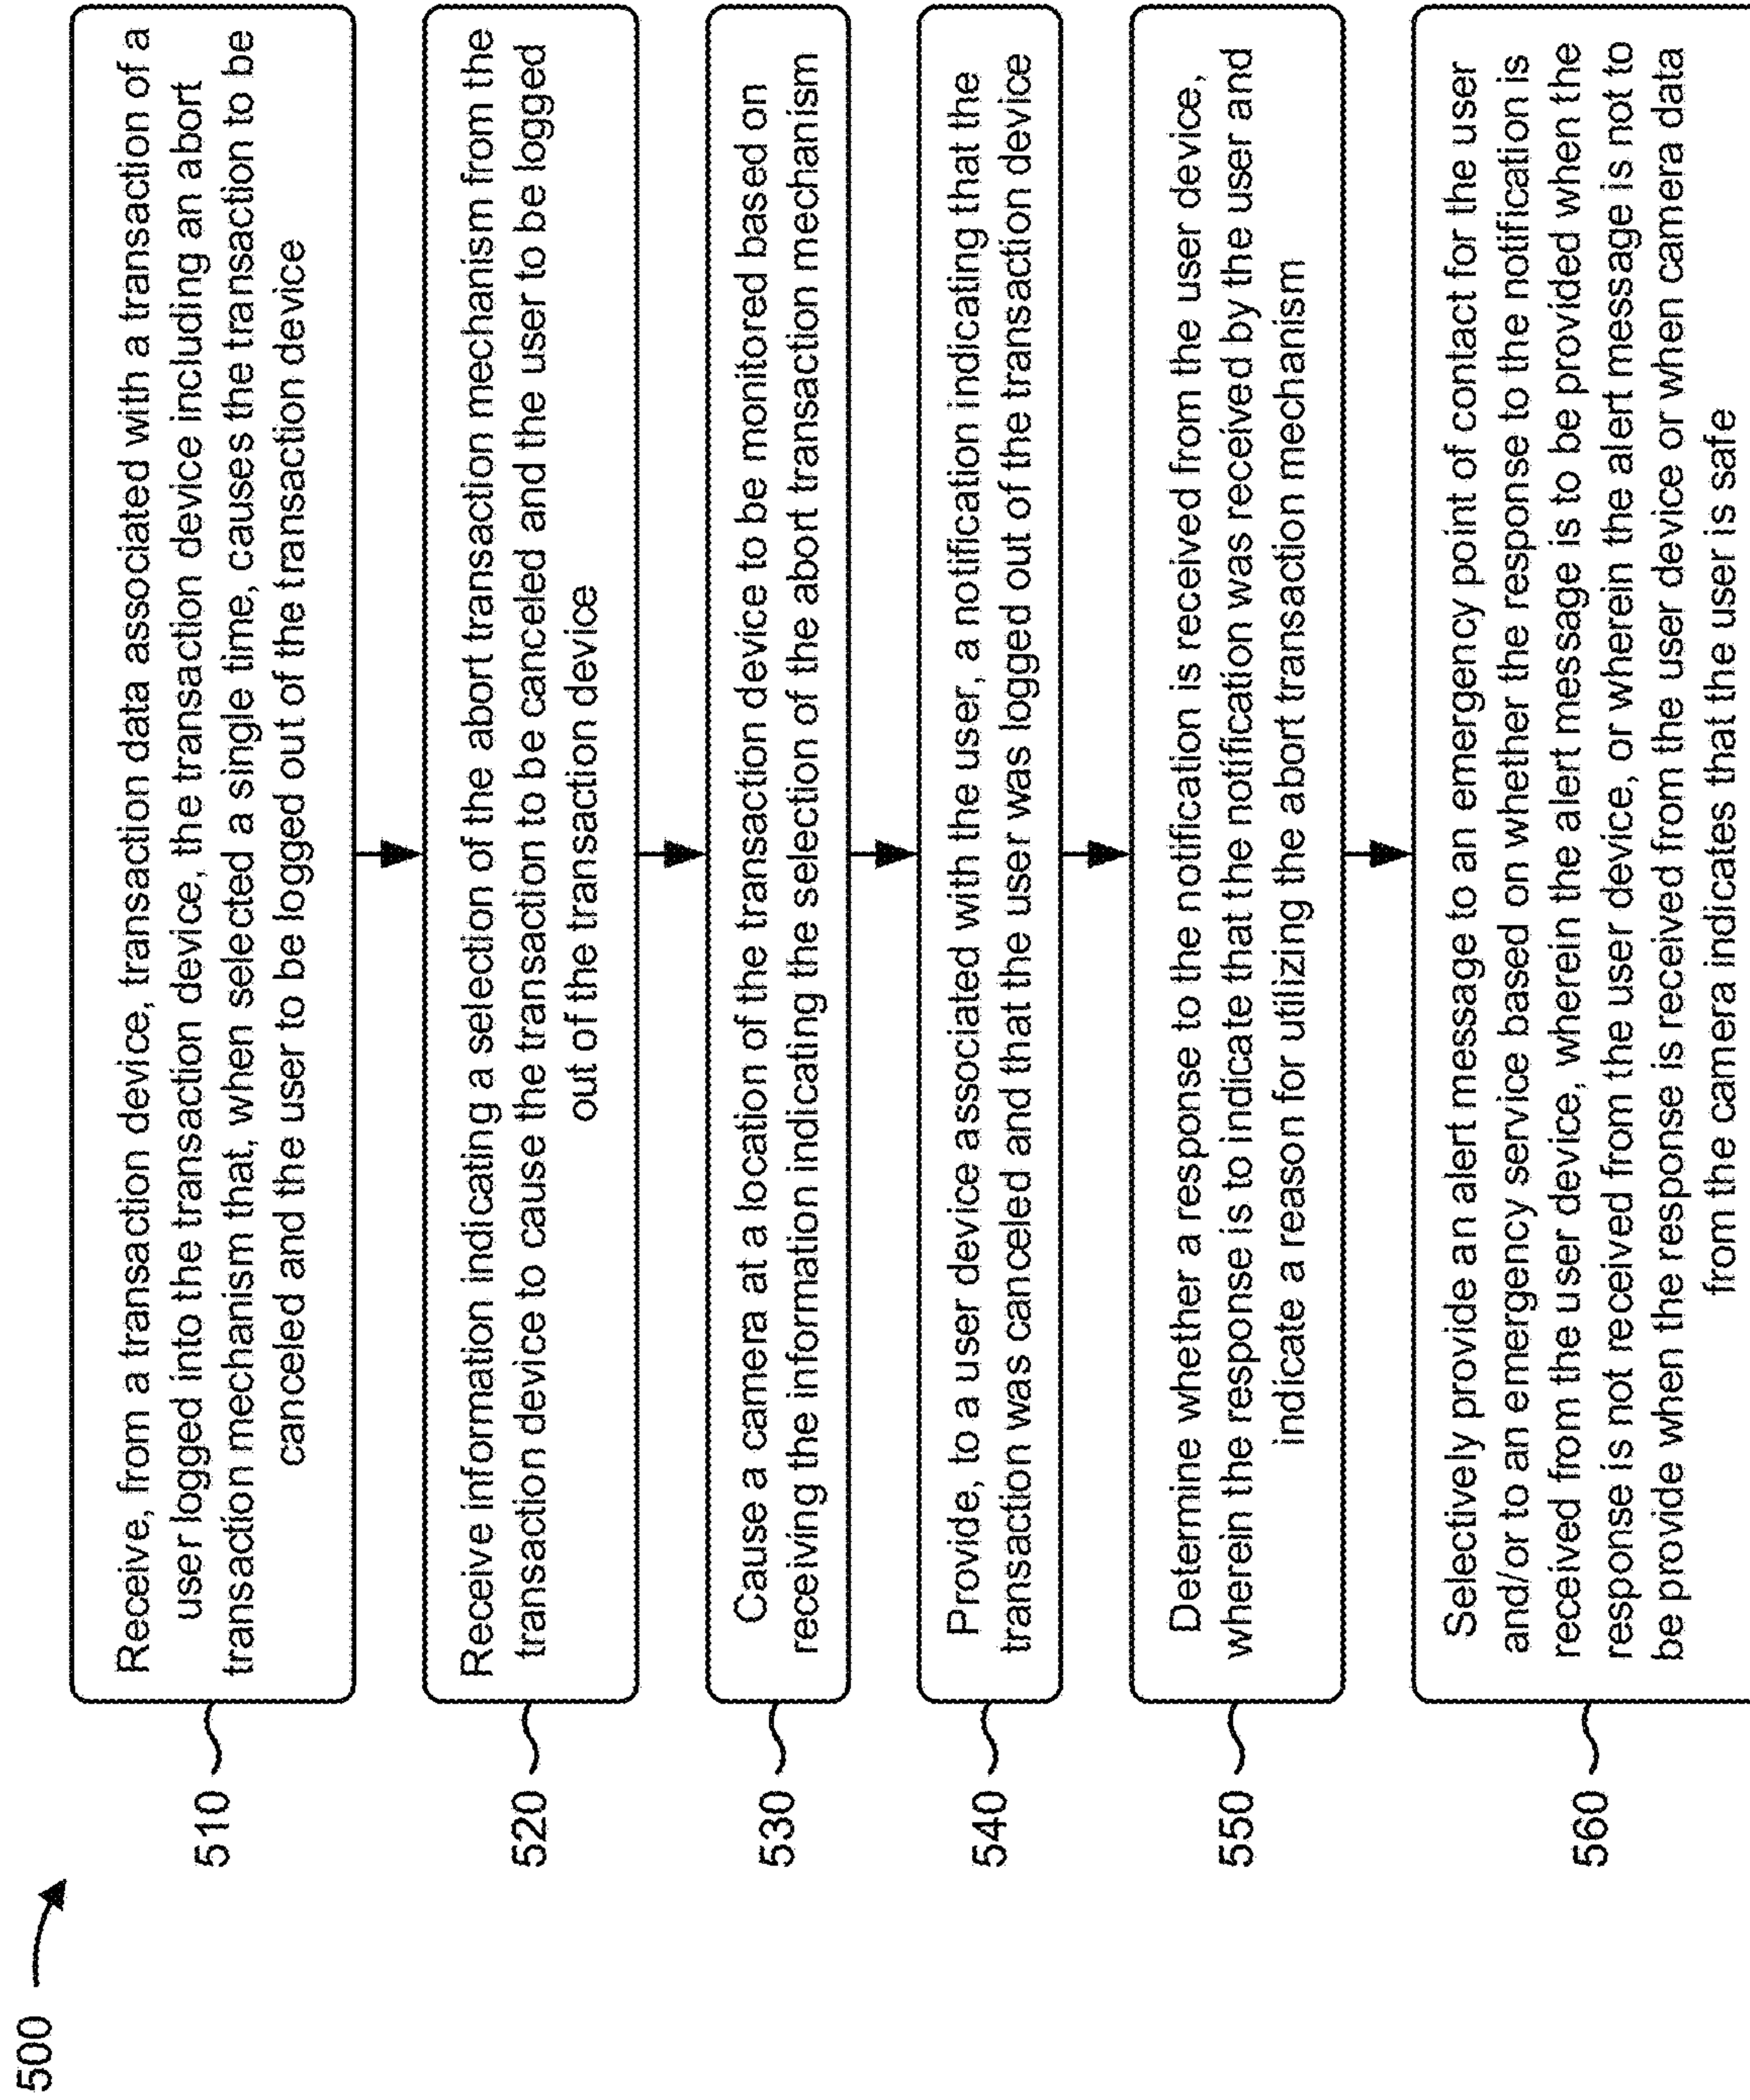 500
510
Receive, from a transaction device, transaction data associated with a transaction of a
user logged into the transaction device, the transaction device including an abort
transaction mechanism that, when selected a single time, causes the transaction to be
canceled and the user to be logged out of the transaction device
520
Receive information indicating a selection of the abort transaction mechanism from the
transaction device to cause the transaction to be canceled and the user to be logged
out of the transaction device
530
Cause a camera at a location of the transaction device to be monitored based on
receiving the information indicating the selection of the abort transaction mechanism
540
Provide, to a user device associated with the user, a notification indicating that the
transaction was canceled and that the user was logged out of the transaction device
550
Determine whether a response to the notification is received from the user device,
wherein the response is to indicate that the notification was received by the user and
indicate a reason for utilizing the abort transaction mechanism
560
Selectively provide an alert message to an emergency point of contact for the user
and/or to an emergency service based on whether the response to the notification is
received from the user device, wherein the alert message is to be provided when the
response is not received from the user device, or wherein the alert message is not to
be provide when the response is received from the user device or when camera data
from the camera indicates that the user is safe